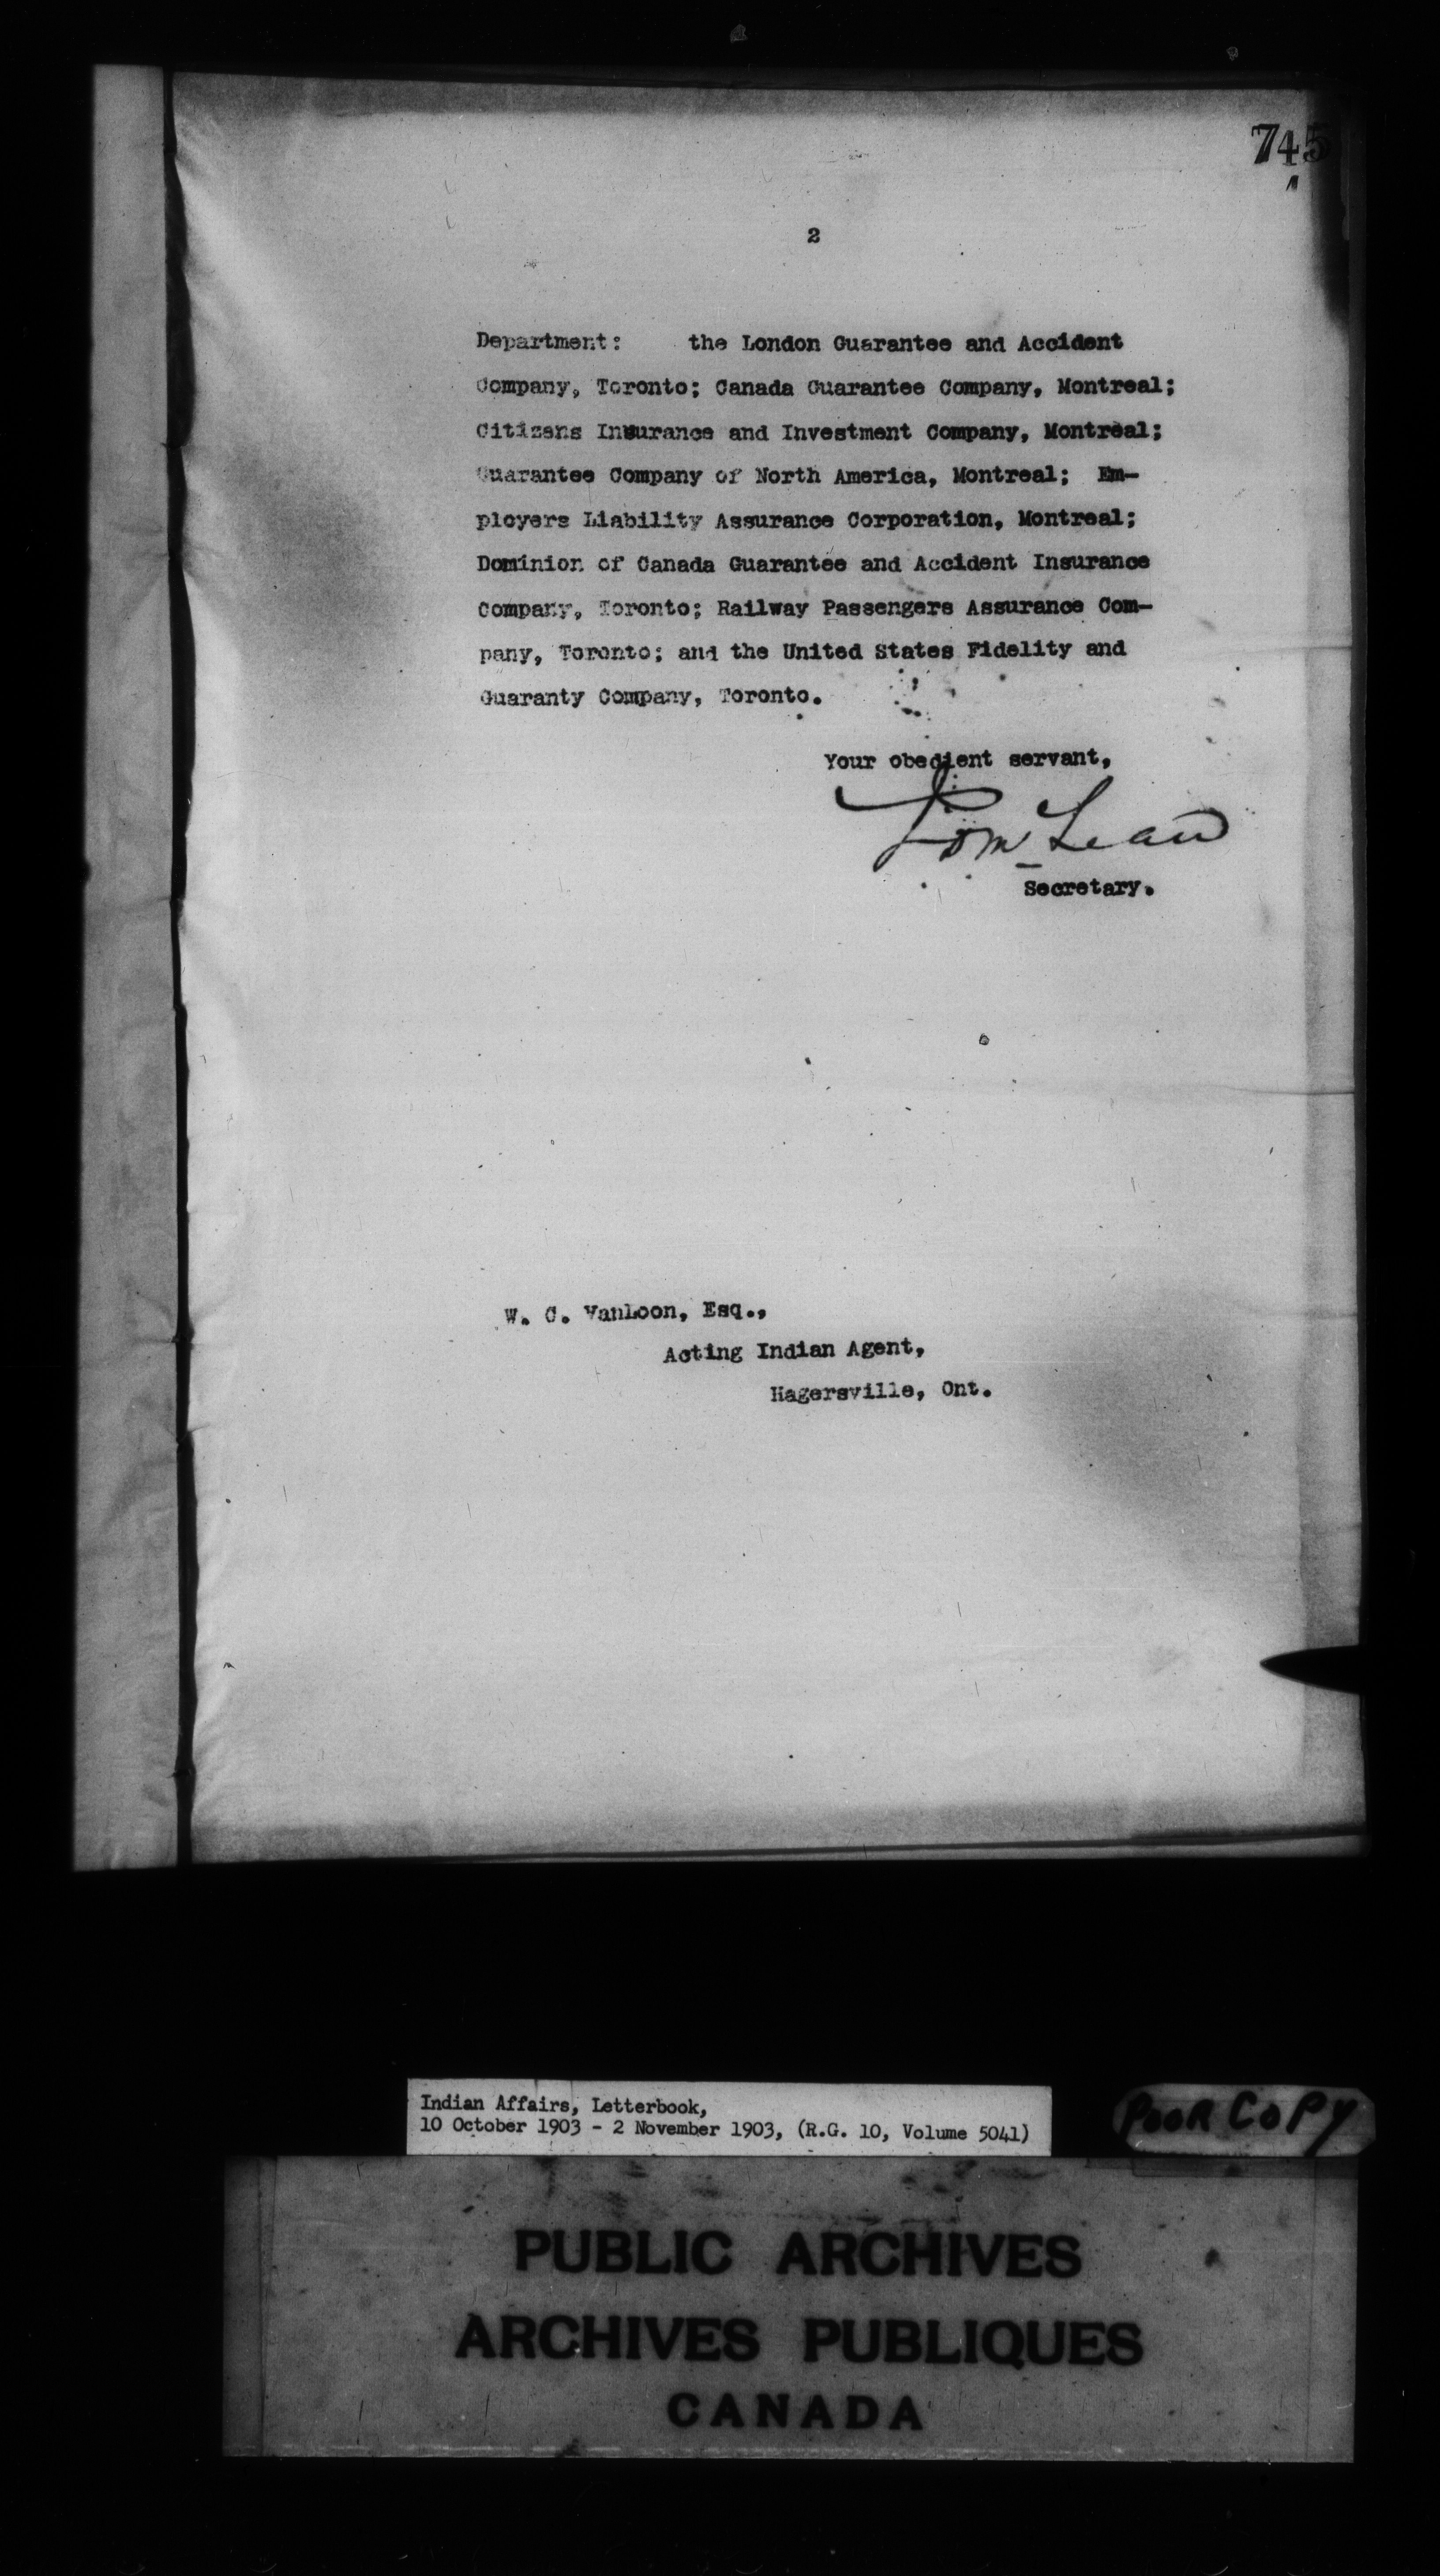 745
2
Department: the London Guarantee and Accident
Company, Toronto; Canada Guarantee Company, Montreal;
Citizens Insurance and Investment Company, Montreal;
Guarantee Company of North America, Montreal; Em-
ployers Liability Assurance Corporation, Montreal;
Dominion of Canada Guarantee and Accident Insurance
Company, Toronto; Railway Passengers Assurance Com-
pany, Toronto; and the United States Fidelity and
Guaranty Company, Toronto.
Your obedient servant,
Lean
Secretary.
W. C. VanLoon, Esq.,
Acting Indian Agent,
Hagersville, Ont.
Indian Affairs, Letterbook,
10 October 1903 - 2 November 1903, (R.G. 10, Volume 5041)
POOR COPY
PUBLIC ARCHIVES
ARCHIVES PUBLIQUES
CANADA